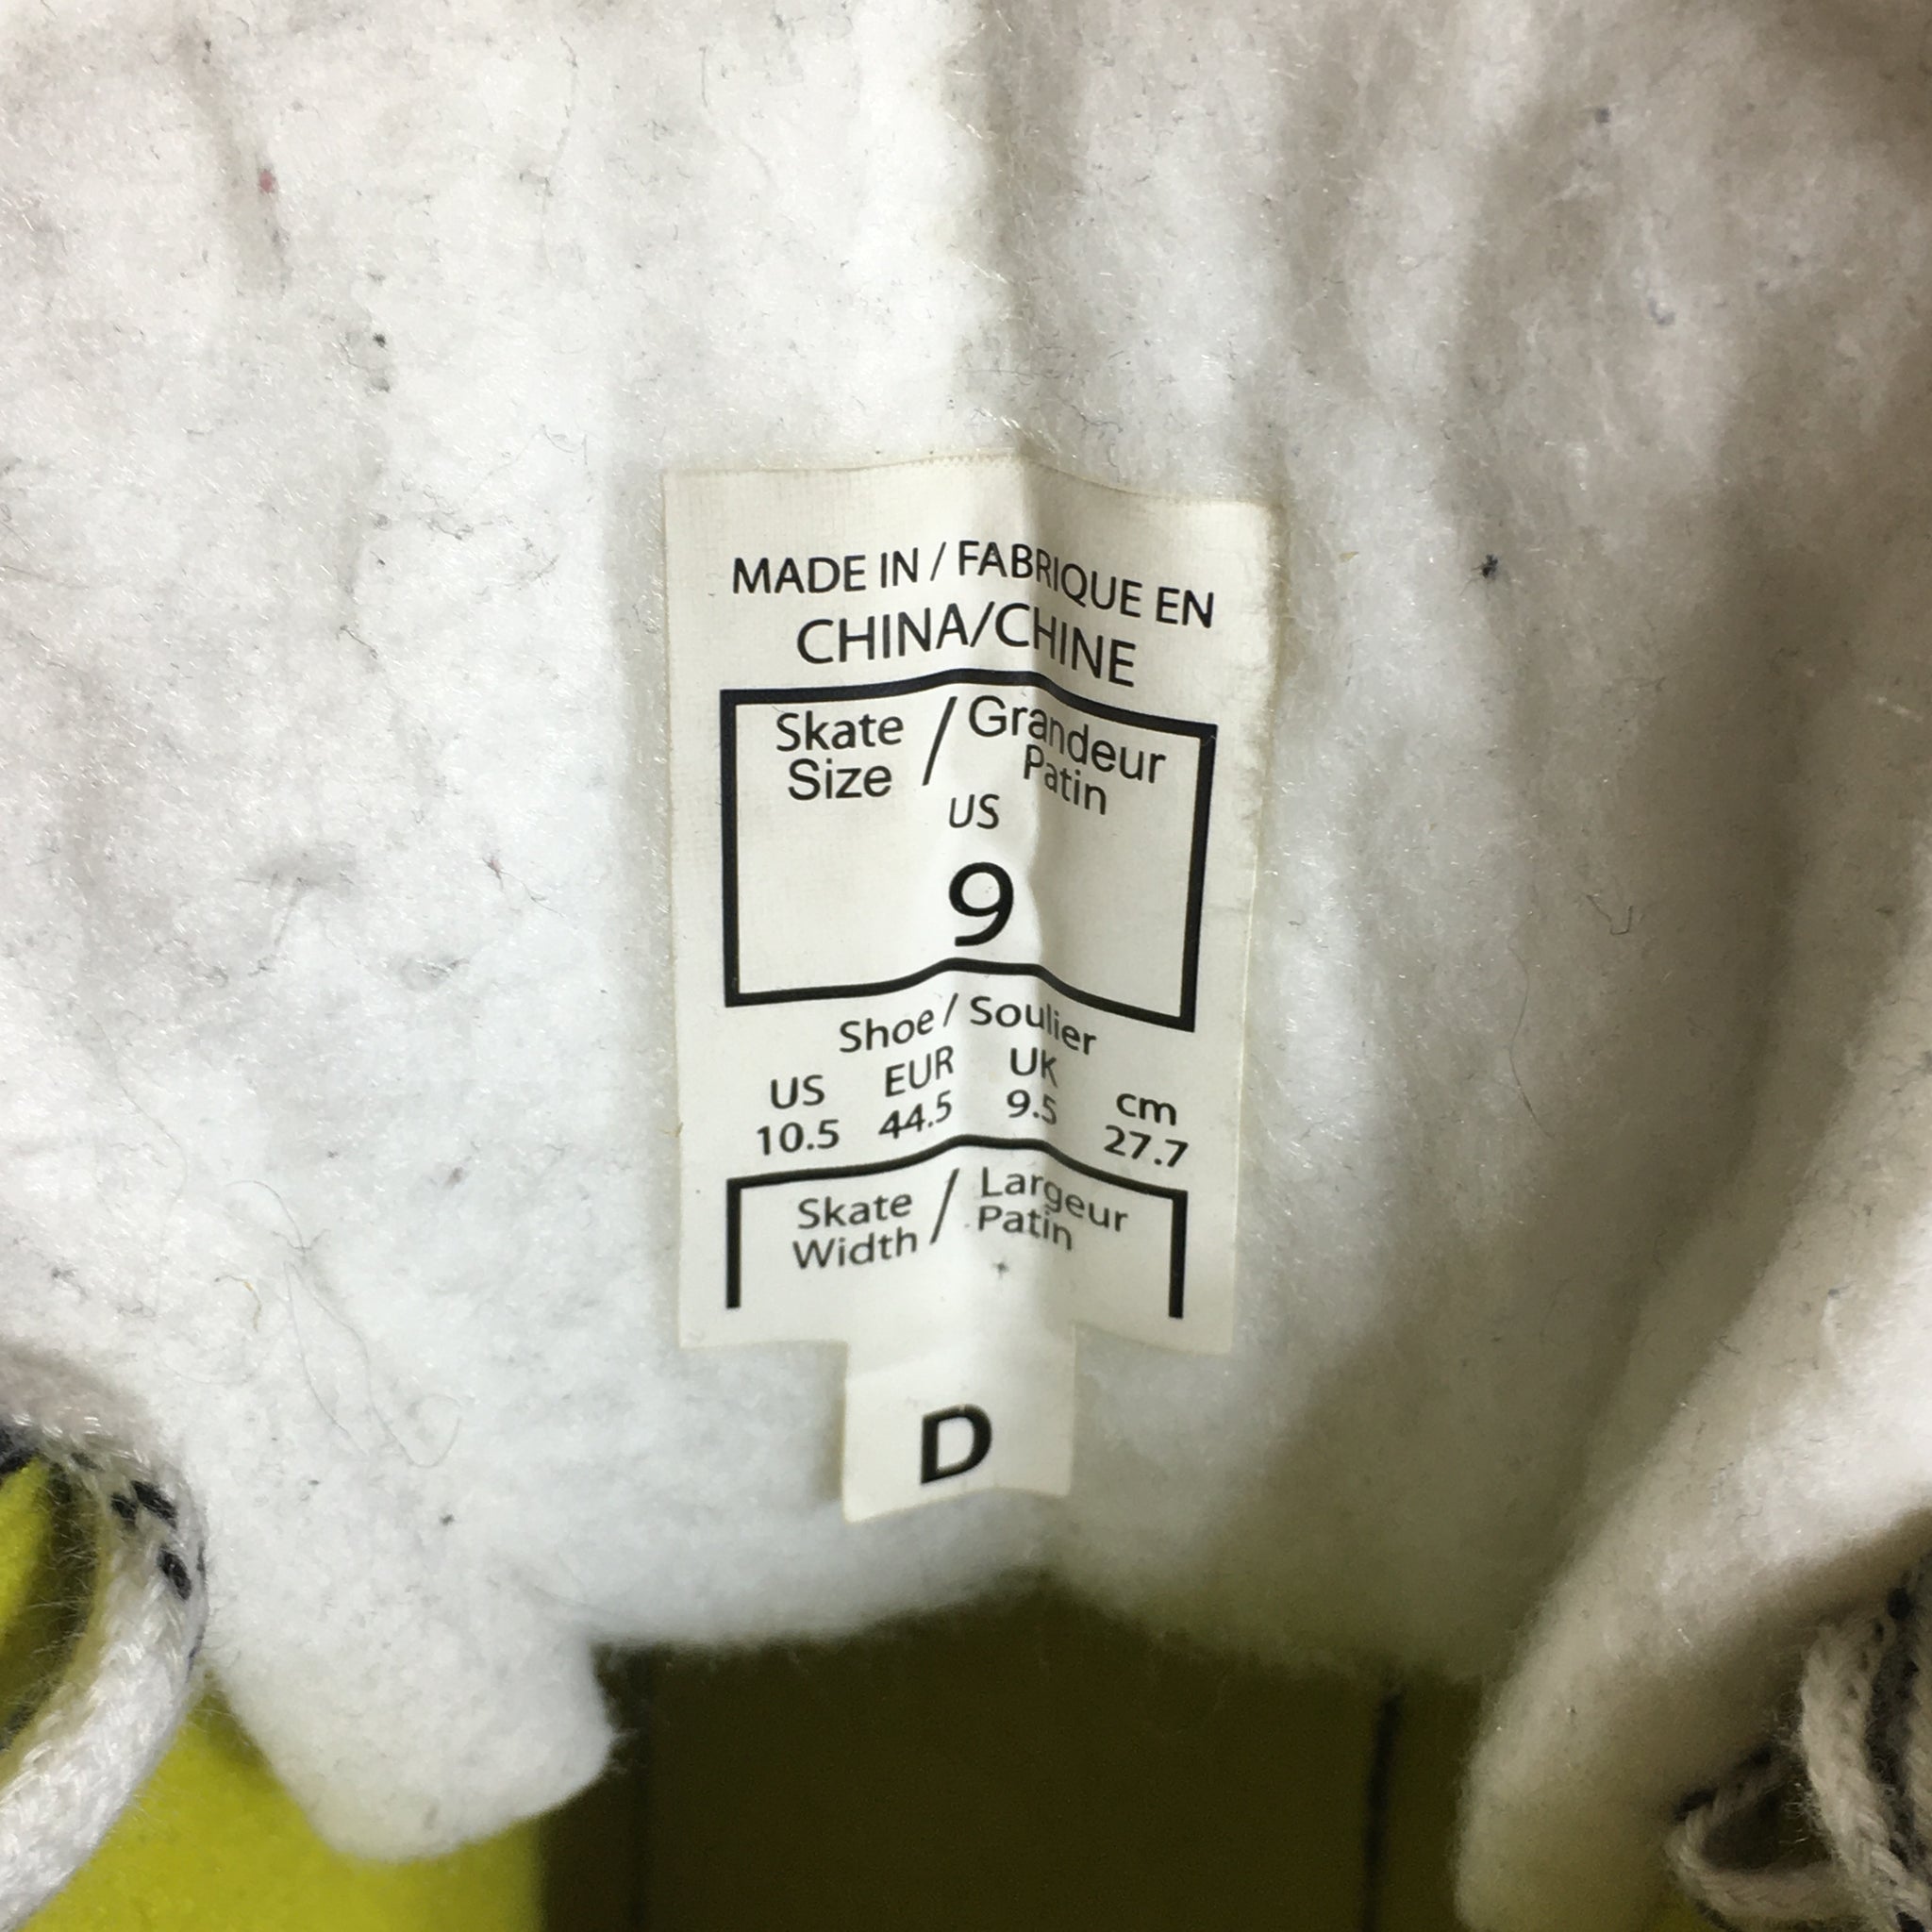 MADE IN / FABRIQUE EN
CHINA/CHINE
Skate Size / Grandeur Patin
US
9
Shoe / Soulier
US EUR UK cm
10.5 44.5 9.5 27.7
Skate Width / Largeur Patin
D